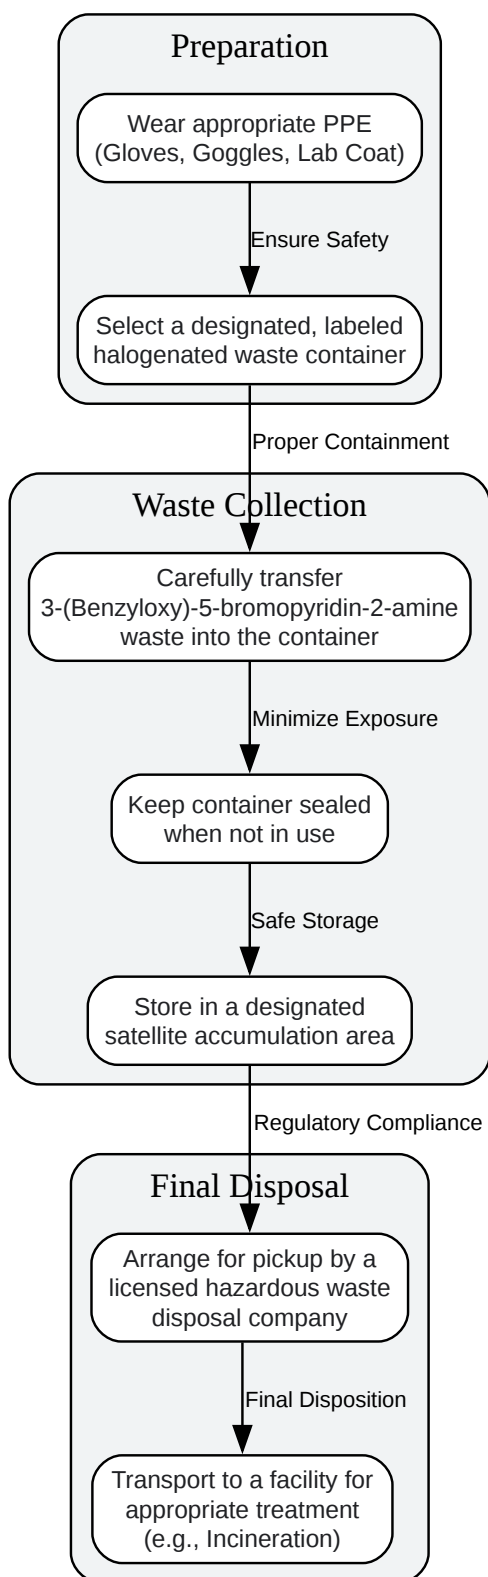 Preparation
Wear appropriate PPE
(Gloves, Goggles, Lab Coat)
Ensure Safety
Select a designated, labeled
halogenated waste container
Proper Containment
Waste Collection
Carefully transfer
3-(Benzyloxy)-5-bromopyridin-2-amine
waste into the container
Minimize Exposure
Keep container sealed
when not in use
Safe Storage
Store in a designated
satellite accumulation area
Regulatory Compliance
Final Disposal
Arrange for pickup by a
licensed hazardous waste
disposal company
Final Disposition
Transport to a facility for
appropriate treatment
(e.g., Incineration)